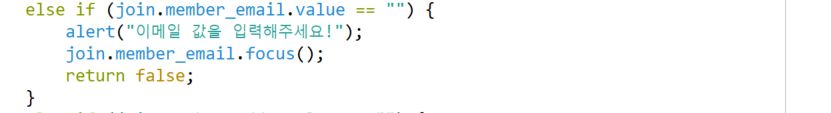 else if (join.member_email.value == "") {
alert("이메일 값을 입력해주세요!");
join.member_email.focus();
return false;
}